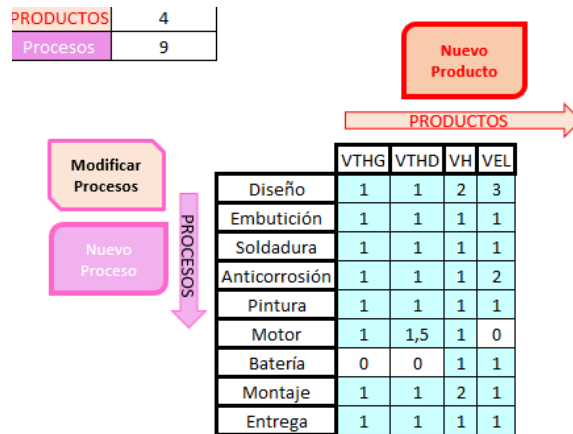 PRODUCTOS 4
Procesos 9
Nuevo
Producto
PRODUCTOS
Modificar
Procesos
Nuevo
Proceso
PROCESOS
VTHG VTHD VH VEL
Diseño 1 1 2 3
Embutición 1 1 1 1
Soldadura 1 1 1 1
Anticorrosión 1 1 1 2
Pintura 1 1 1 1
Motor 1 1,5 1 0
Batería 0 0 1 1
Montaje 1 1 2 1
Entrega 1 1 1 1